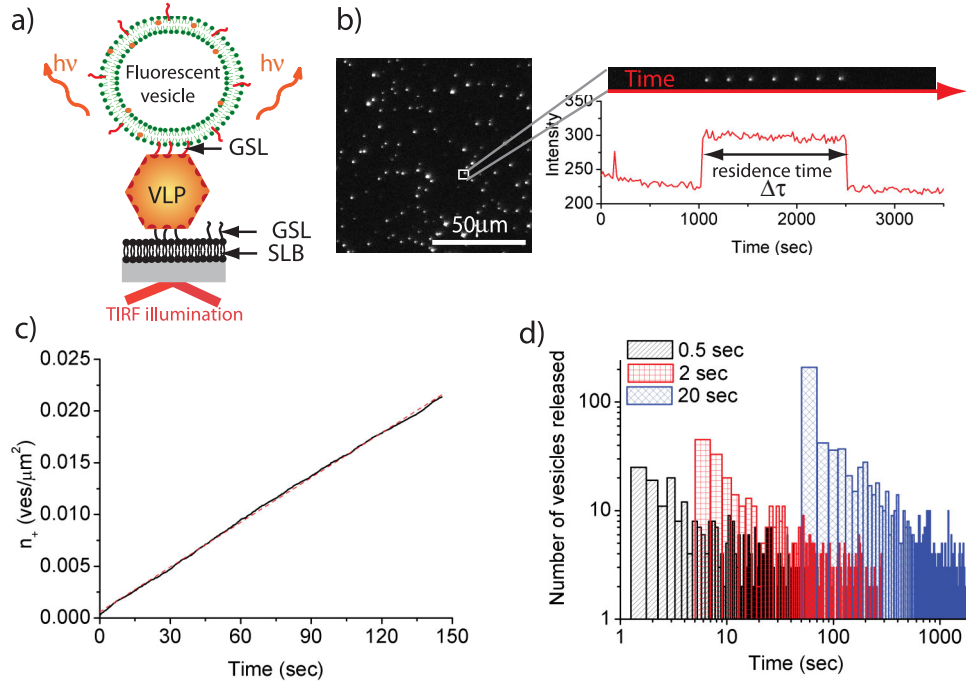 a)
hν
Fluorescent
vesicle
hν
GSL
VLP
GSL
SLB
TIRF illumination
b)
50µm
Time
350
300
250
200
Intensity
residence time
Δτ
0
1000
2000
3000
Time (sec)
c)
0.025
0.020
0.015
0.010
0.005
0.000
n₊ (ves/µm²)
0
30
60
90
120
150
Time (sec)
d)
0.5 sec
2 sec
20 sec
100
10
1
Number of vesicles released
1
10
100
1000
Time (sec)